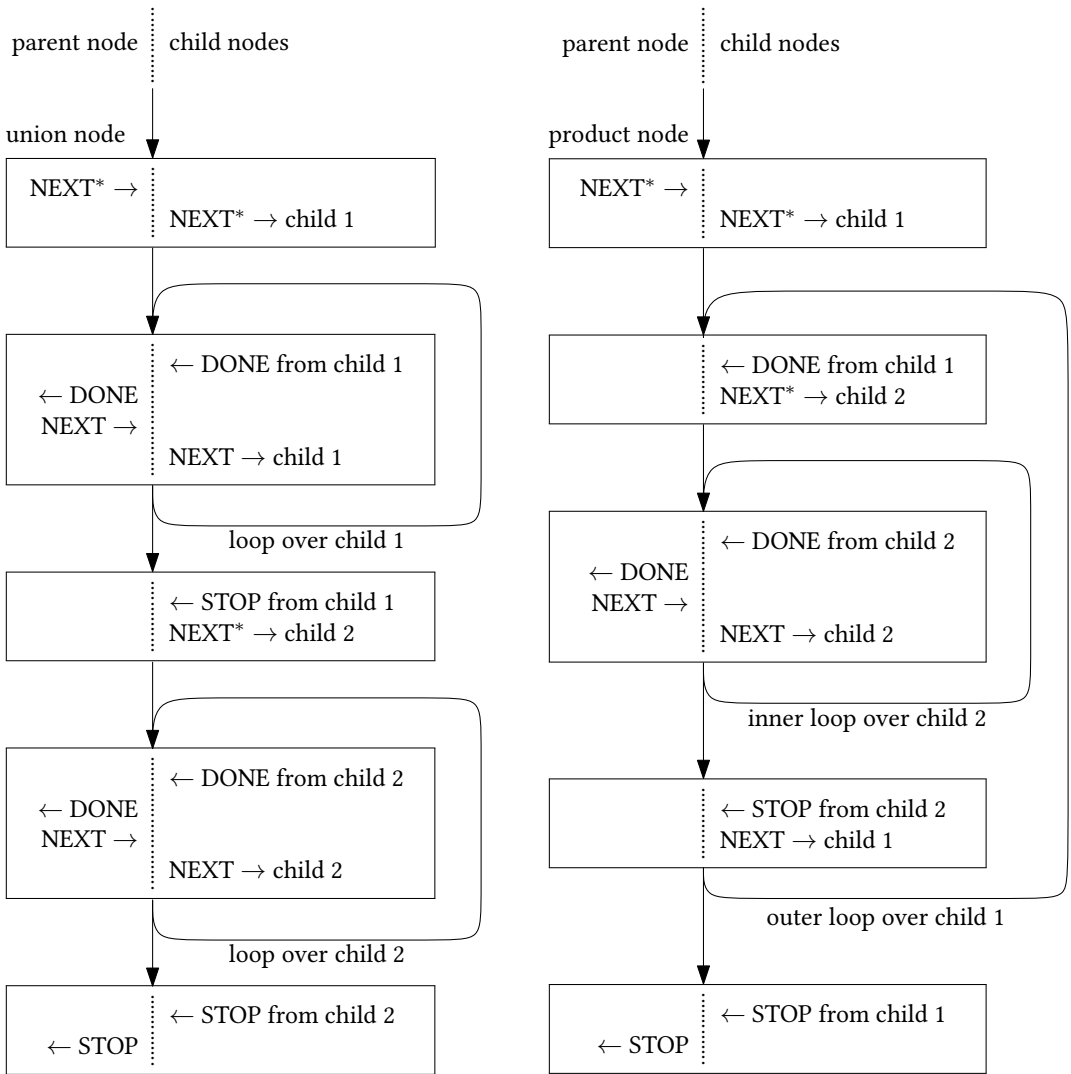 parent node child nodes
union node
NEXT* →
NEXT* → child 1
← DONE from child 1
← DONE
NEXT →
NEXT → child 1
loop over child 1
← STOP from child 1
NEXT* → child 2
← DONE from child 2
← DONE
NEXT →
NEXT → child 2
loop over child 2
← STOP from child 2
← STOP
parent node child nodes
product node
NEXT* →
NEXT* → child 1
← DONE from child 1
NEXT* → child 2
← DONE from child 2
← DONE
NEXT →
NEXT → child 2
inner loop over child 2
← STOP from child 2
NEXT → child 1
outer loop over child 1
← STOP from child 1
← STOP